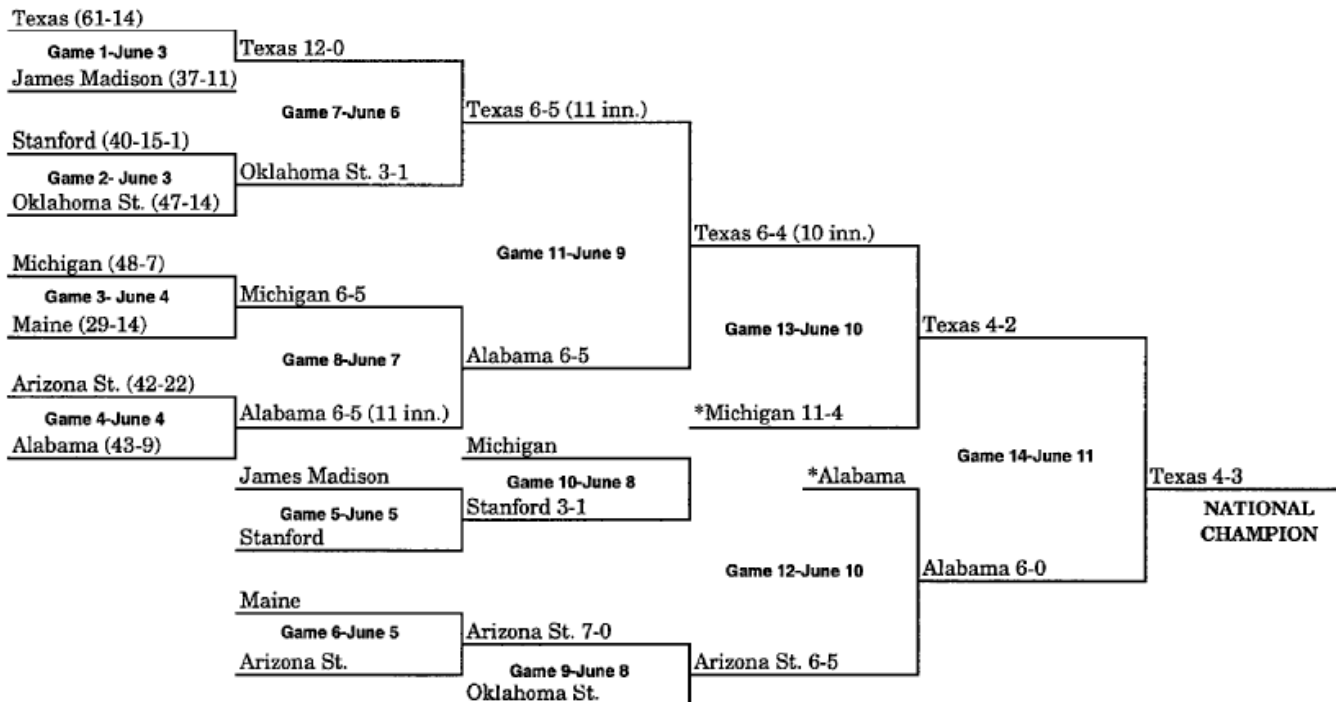 Texas (61-14)
Game 1-June 3
Texas 12-0
James Madison (37-11)
Game 7-June 6
Texas 6-5 (11 inn.)
Stanford (40-15-1)
Game 2- June 3
Oklahoma St. 3-1
Oklahoma St. (47-14)
Game 11-June 9
Texas 6-4 (10 inn.)
Michigan (48-7)
Game 3- June 4
Michigan 6-5
Maine (29-14)
Game 13-June 10
Texas 4-2
Game 8-June 7
Alabama 6-5
Arizona St. (42-22)
Game 4-June 4
Alabama 6-5 (11 inn.)
*Michigan 11-4
Alabama (43-9)
Michigan
Game 14-June 11
James Madison
Game 10-June 8
*Alabama
Texas 4-3
Game 5-June 5
Stanford 3-1
NATIONAL
CHAMPION
Stanford
Game 12-June 10
Alabama 6-0
Maine
Game 6-June 5
Arizona St. 7-0
Arizona St.
Game 9-June 8
Arizona St. 6-5
Oklahoma St.